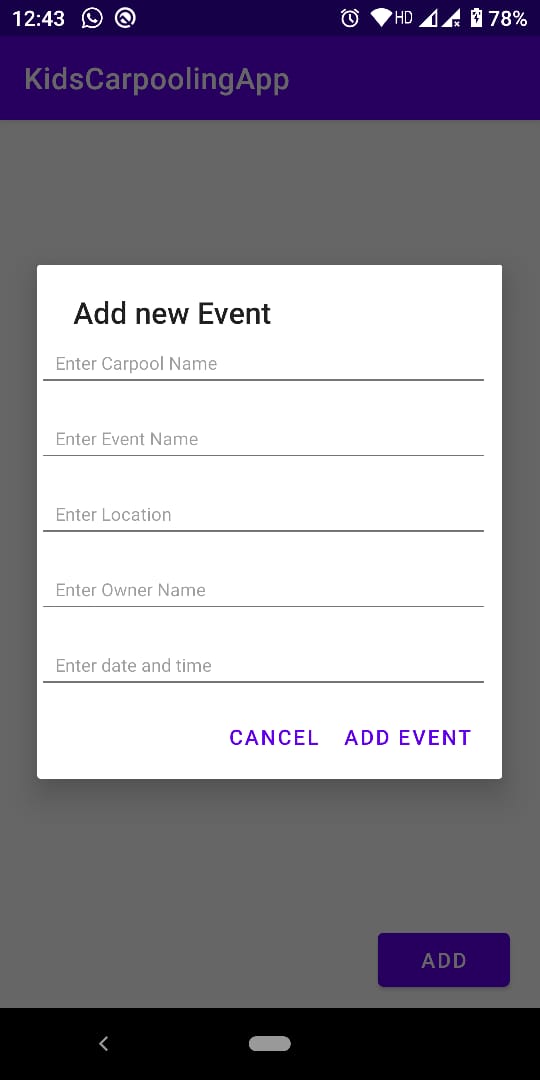 12:43 HD 78%
KidsCarpoolingApp
Add new Event
Enter Carpool Name
Enter Event Name
Enter Location
Enter Owner Name
Enter date and time
CANCEL ADD EVENT
ADD